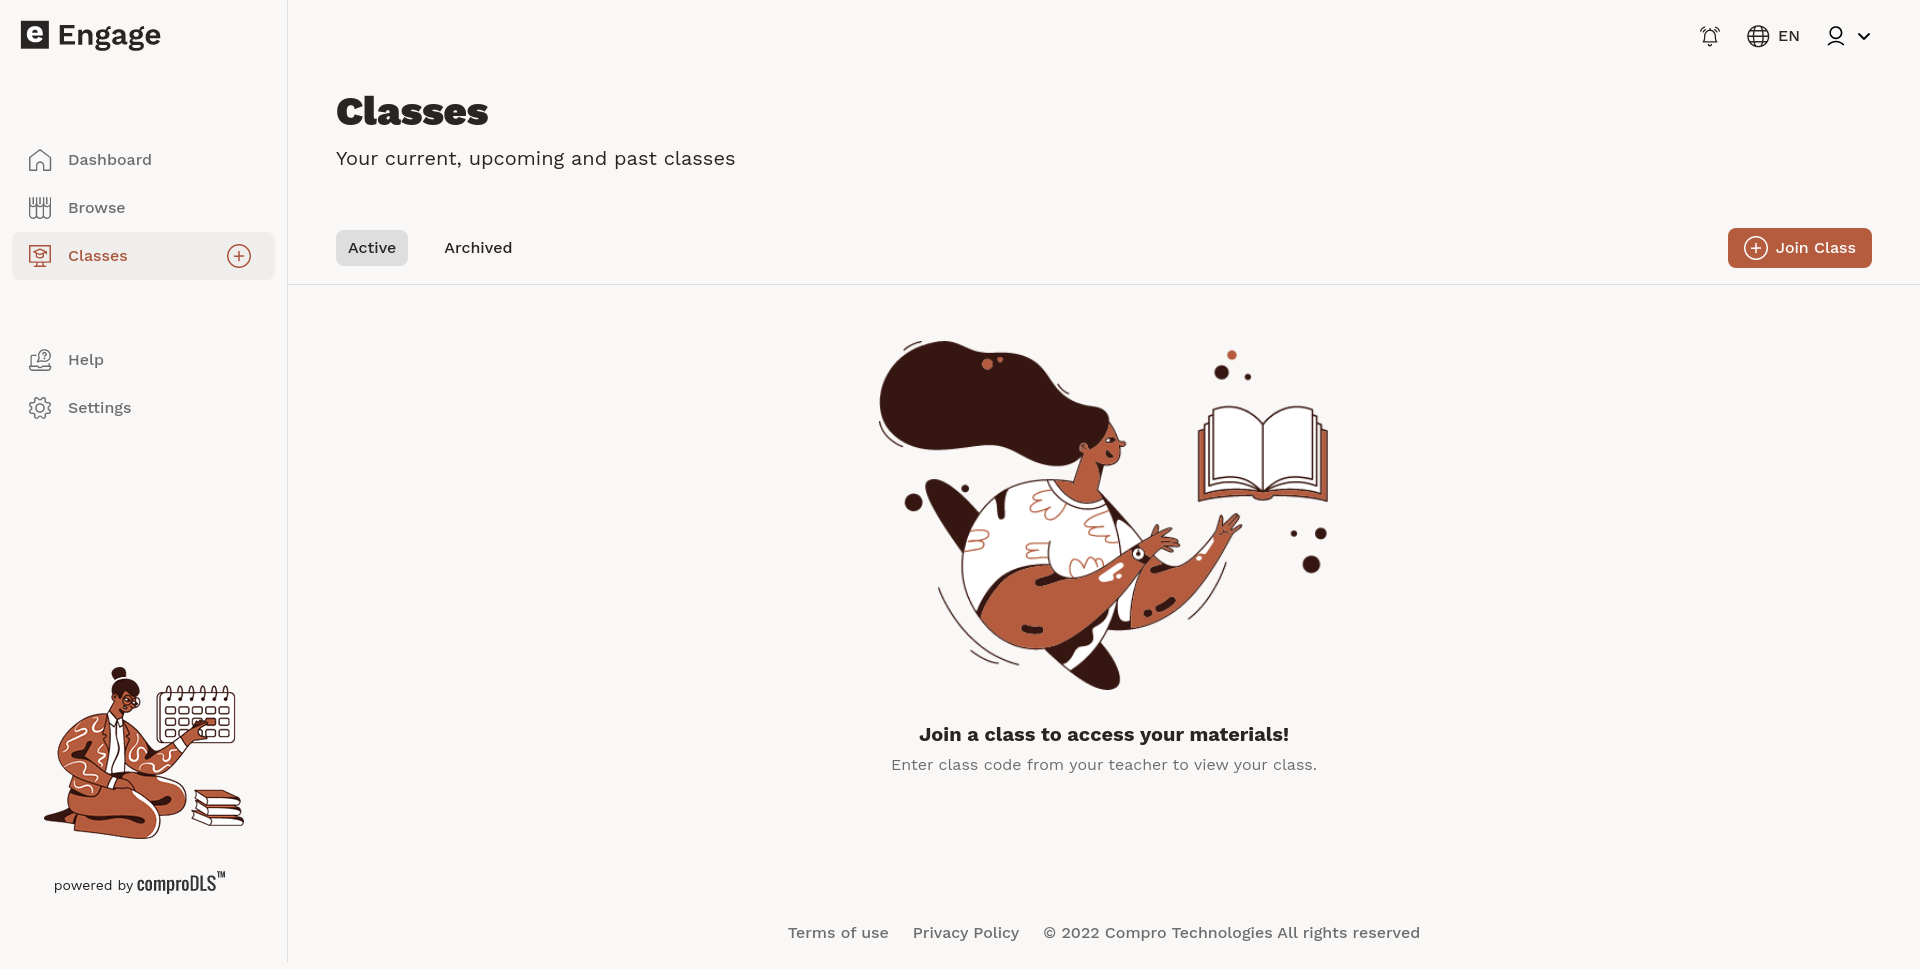 e Engage
EN
Classes
Your current, upcoming and past classes
Dashboard
Browse
Classes
Help
Settings
Active
Archived
Join Class
Join a class to access your materials!
Enter class code from your teacher to view your class.
powered by comproDLS™
Terms of use
Privacy Policy
© 2022 Compro Technologies All rights reserved